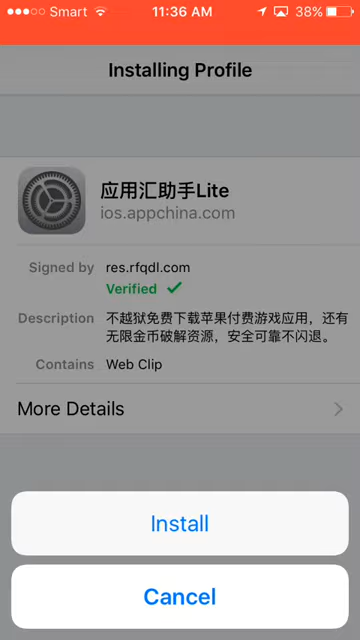 Smart 11:36 AM 38%
Installing Profile
应用汇助手Lite
ios.appchina.com
Signed by res.rfqdl.com
Verified
Description 不越狱免费下载苹果付费游戏应用，还有
无限金币破解资源，安全可靠不闪退。
Contains Web Clip
More Details
Install
Cancel